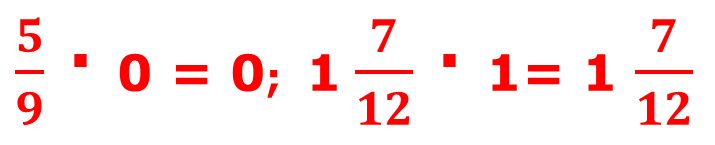 5/9 · 0 = 0; 1 7/12 · 1 = 1 7/12